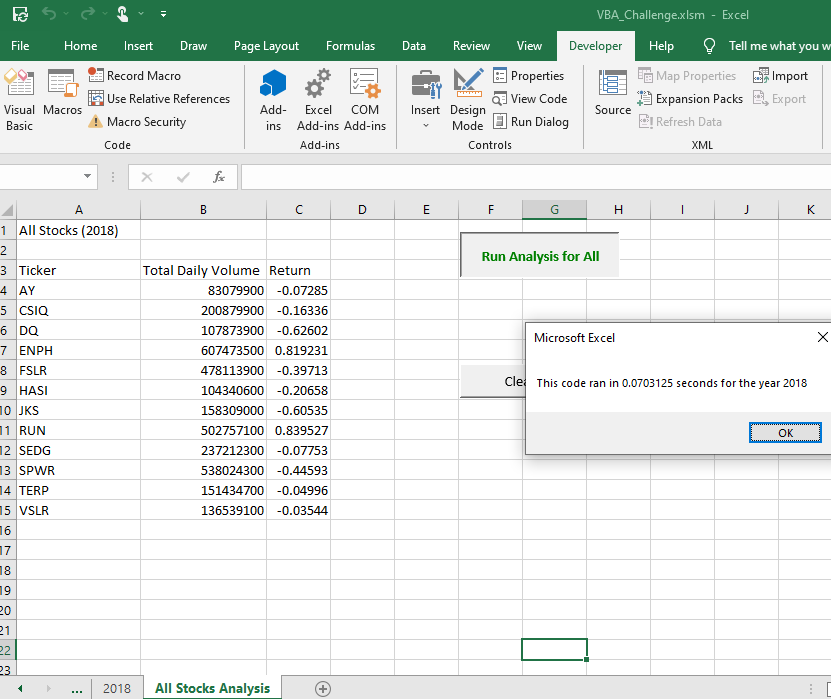 VBA_Challenge.xlsm - Excel
File Home Insert Draw Page Layout Formulas Data Review View Developer Help Tell me what you w
Visual Basic
Macros
Record Macro
Use Relative References
Macro Security
Code
Add-ins
Excel Add-ins
COM Add-ins
Add-ins
Insert
Design Mode
Properties
View Code
Run Dialog
Controls
Source
Map Properties
Expansion Packs
Refresh Data
Import
Export
XML
fx
A B C D E F G H I J K
1 All Stocks (2018)
2
3 Ticker Total Daily Volume Return
4 AY 83079900 -0.07285
5 CSIQ 200879900 -0.16336
6 DQ 107873900 -0.62602
7 ENPH 607473500 0.819231
8 FSLR 478113900 -0.39713
9 HASI 104340600 -0.20658
10 JKS 158309000 -0.60535
11 RUN 502757100 0.839527
12 SEDG 237212300 -0.07753
13 SPWR 538024300 -0.44593
14 TERP 151434700 -0.04996
15 VSLR 136539100 -0.03544
16
17
18
19
20
21
22
23
Run Analysis for All
Clea
Microsoft Excel
This code ran in 0.0703125 seconds for the year 2018
OK
... 2018 All Stocks Analysis